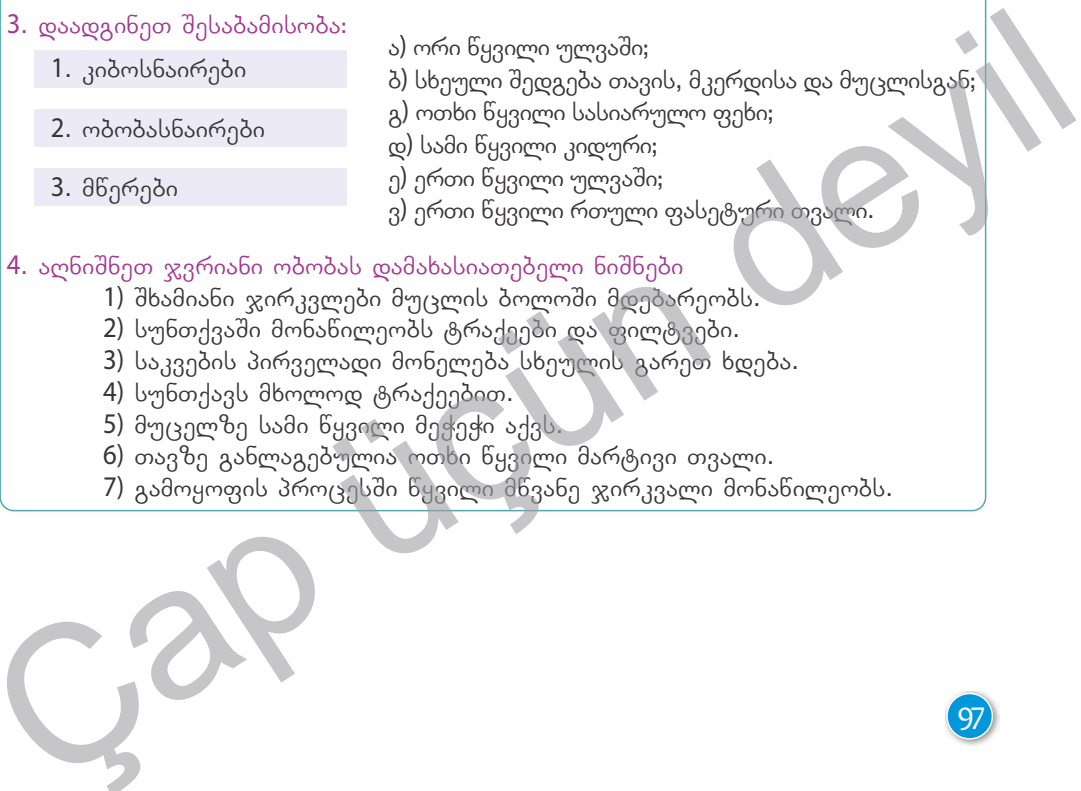 3. დაადგინეთ შესაბამისობა:
1. კიბოსნაირები
2. ობობასნაირები
3. მწერები
ა) ორი წყვილი ულვაში;
ბ) სხეული შედგება თავის, მკერდისა და მუცლისგან;
გ) ოთხი წყვილი სასიარულო ფეხი;
დ) სამი წყვილი კიდური;
ე) ერთი წყვილი ულვაში;
ვ) ერთი წყვილი რთული ფასეტური თვალი.
4. აღნიშნეთ ჯვრიანი ობობას დამახასიათებელი ნიშნები
1) შხამიანი ჯირკვლები მუცლის ბოლოში მდებარეობს.
2) სუნთქვაში მონაწილეობს ტრაქეები და ფილტვები.
3) საკვების პირველადი მონელება სხეულის გარეთ ხდება.
4) სუნთქავს მხოლოდ ტრაქეებით.
5) მუცელზე სამი წყვილი მეჭეჭი აქვს.
6) თავზე განლაგებულია ოთხი წყვილი მარტივი თვალი.
7) გამოყოფის პროცესში წყვილი მწვანე ჯირკვალი მონაწილეობს.
Çap üçün deyil
97